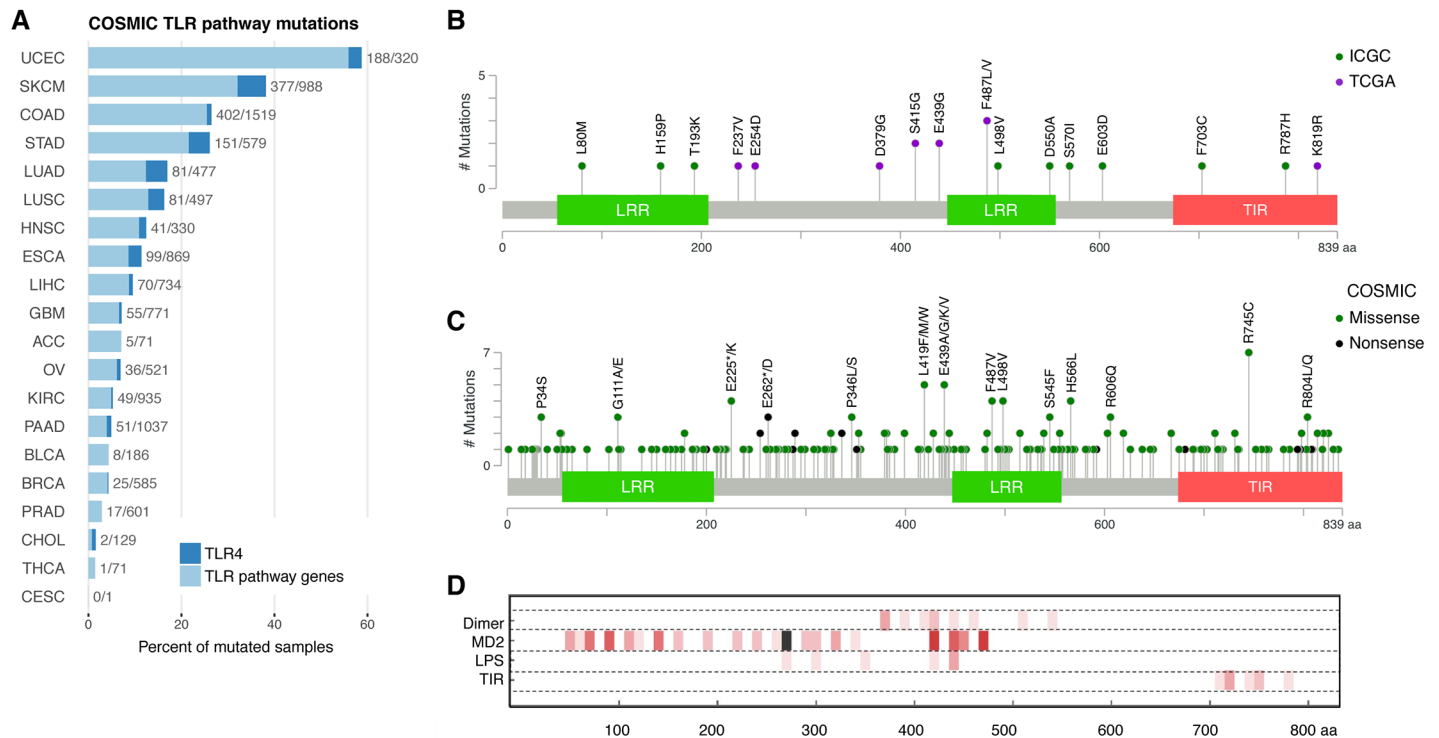 A
COSMIC TLR pathway mutations
UCEC 188/320
SKCM 377/988
COAD 402/1519
STAD 151/579
LUAD 81/477
LUSC 81/497
HNSC 41/330
ESCA 99/869
LIHC 70/734
GBM 55/771
ACC 5/71
OV 36/521
KIRC 49/935
PAAD 51/1037
BLCA 8/186
BRCA 25/585
PRAD 17/601
CHOL 2/129
THCA 1/71
CESC 0/1
TLR4
TLR pathway genes
0 20 40 60
Percent of mutated samples
B
ICGC
TCGA
# Mutations
5
0
L80M H159P T193K F237V E254D D379G S415G E439G F487L/V L498V D550A S570I E603D F703C R787H K819R
LRR LRR TIR
0 200 400 600 839 aa
C
COSMIC
Missense
Nonsense
# Mutations
7
0
P34S G111A/E E225*/K E262*/D P346L/S L419F/M/W E439A/G/K/V F487V L498V S545F H566L R606Q R745C R804L/Q
LRR LRR TIR
0 200 400 600 839 aa
D
Dimer
MD2
LPS
TIR
100 200 300 400 500 600 700 800 aa